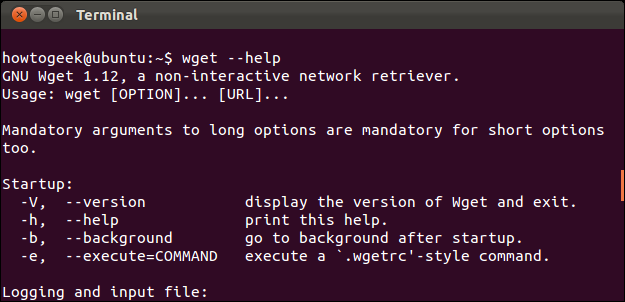 Terminal
howtogeek@ubuntu:~$ wget --help
GNU Wget 1.12, a non-interactive network retriever.
Usage: wget [OPTION]... [URL]...
Mandatory arguments to long options are mandatory for short options
too.
Startup:
  -V,  --version           display the version of Wget and exit.
  -h,  --help              print this help.
  -b,  --background        go to background after startup.
  -e,  --execute=COMMAND   execute a `.wgetrc'-style command.
Logging and input file: